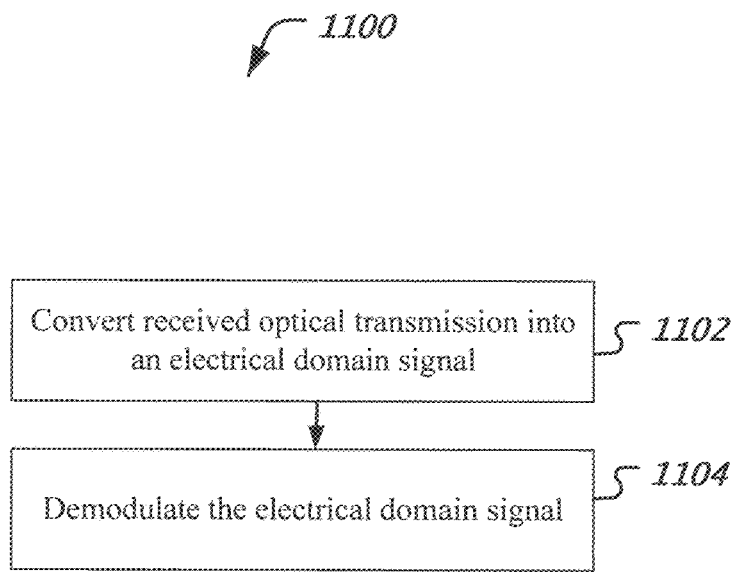 1100
Convert received optical transmission into
an electrical domain signal
1102
Demodulate the electrical domain signal
1104